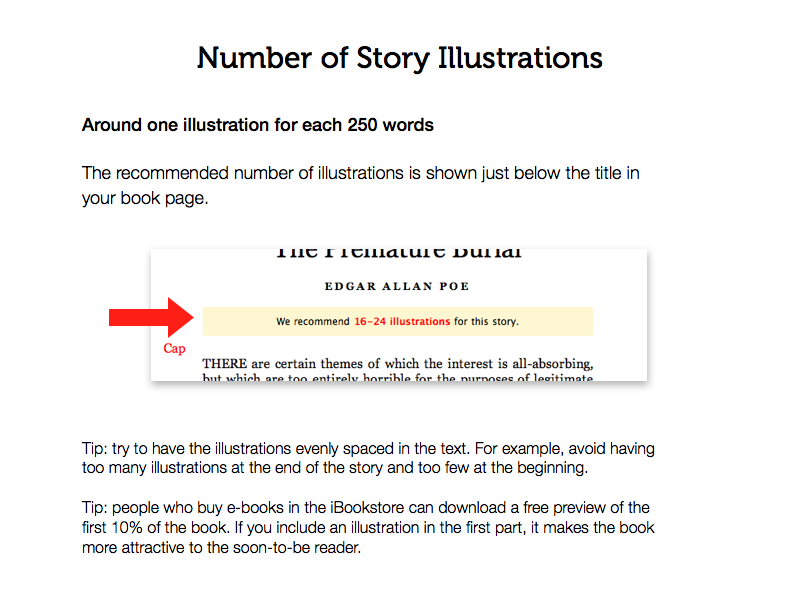 Number of Story Illustrations
Around one illustration for each 250 words
The recommended number of illustrations is shown just below the title in
your book page.
The Premature Burial
EDGAR ALLAN POE
We recommend 16–24 illustrations for this story.
Cap
THERE are certain themes of which the interest is all-absorbing,
but which are too entirely horrible for the purposes of legitimate
Tip: try to have the illustrations evenly spaced in the text. For example, avoid having
too many illustrations at the end of the story and too few at the beginning.
Tip: people who buy e-books in the iBookstore can download a free preview of the
first 10% of the book. If you include an illustration in the first part, it makes the book
more attractive to the soon-to-be reader.